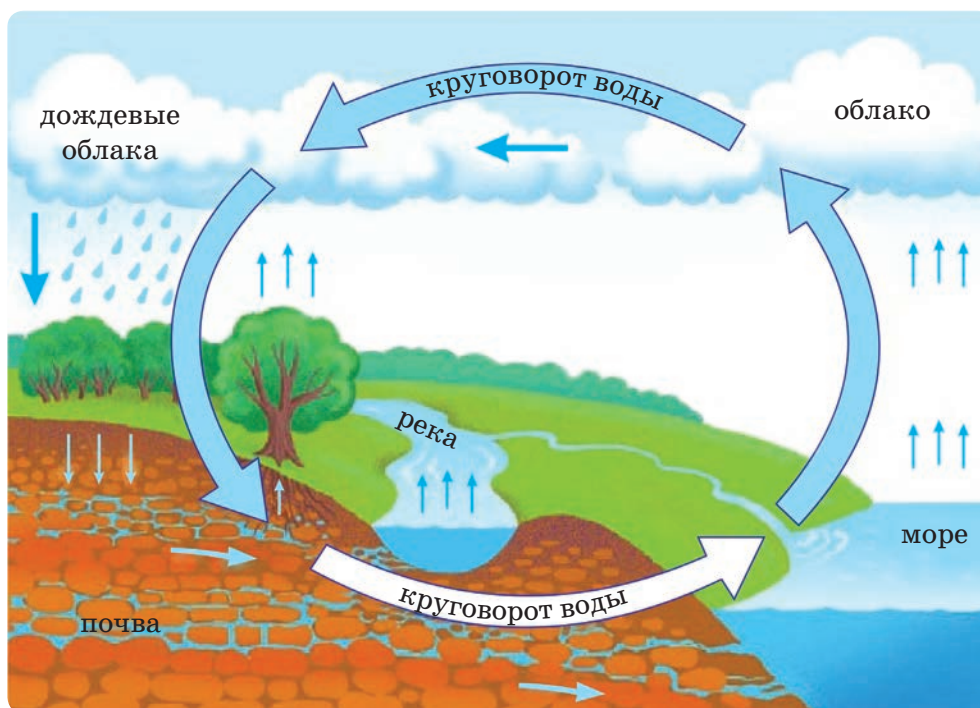 круговорот воды
дождевые
облака
облако
река
море
круговорот воды
почва